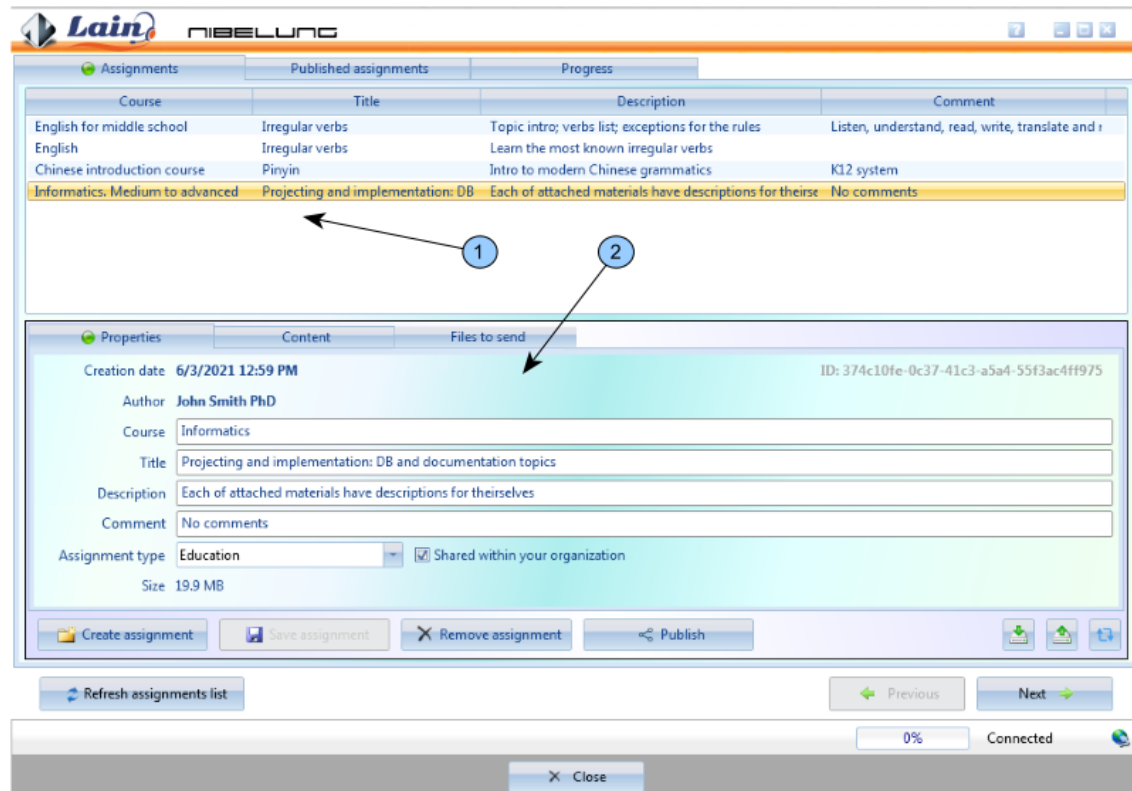 Lain NIBELUNG ?
Assignments Published assignments Progress
Course Title Description Comment
English for middle school Irregular verbs Topic intro; verbs list; exceptions for the rules Listen, understand, read, write, translate and r
English Irregular verbs Learn the most known irregular verbs
Chinese introduction course Pinyin Intro to modern Chinese grammatics K12 system
Informatics. Medium to advanced Projecting and implementation: DB Each of attached materials have descriptions for theirse No comments
1 2
Properties Content Files to send
Creation date 6/3/2021 12:59 PM ID: 374c10fe-0c37-41c3-a5a4-55f3ac4ff975
Author John Smith PhD
Course Informatics
Title Projecting and implementation: DB and documentation topics
Description Each of attached materials have descriptions for theirselves
Comment No comments
Assignment type Education Shared within your organization
Size 19.9 MB
Create assignment Save assignment Remove assignment Publish
Refresh assignments list Previous Next
0% Connected
Close